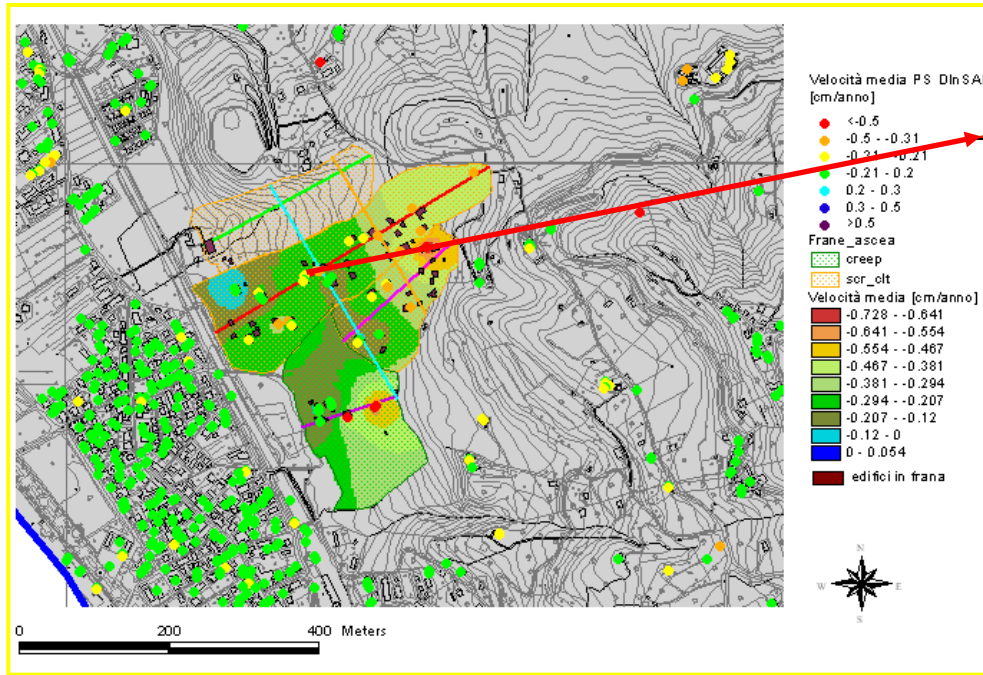 Velocità media PS DInSAR
[cm/anno]
<-0.5
-0.5 - -0.31
-0.31 - -0.21
-0.21 - 0.2
0.2 - 0.3
0.3 - 0.5
>0.5
Frane_ascea
creep
scr_clt
Velocità media [cm/anno]
-0.728 - -0.641
-0.641 - -0.554
-0.554 - -0.467
-0.467 - -0.381
-0.381 - -0.294
-0.294 - -0.207
-0.207 - -0.12
-0.12 - 0
0 - 0.054
edifici in frana
N
W E
S
0 200 400 Meters